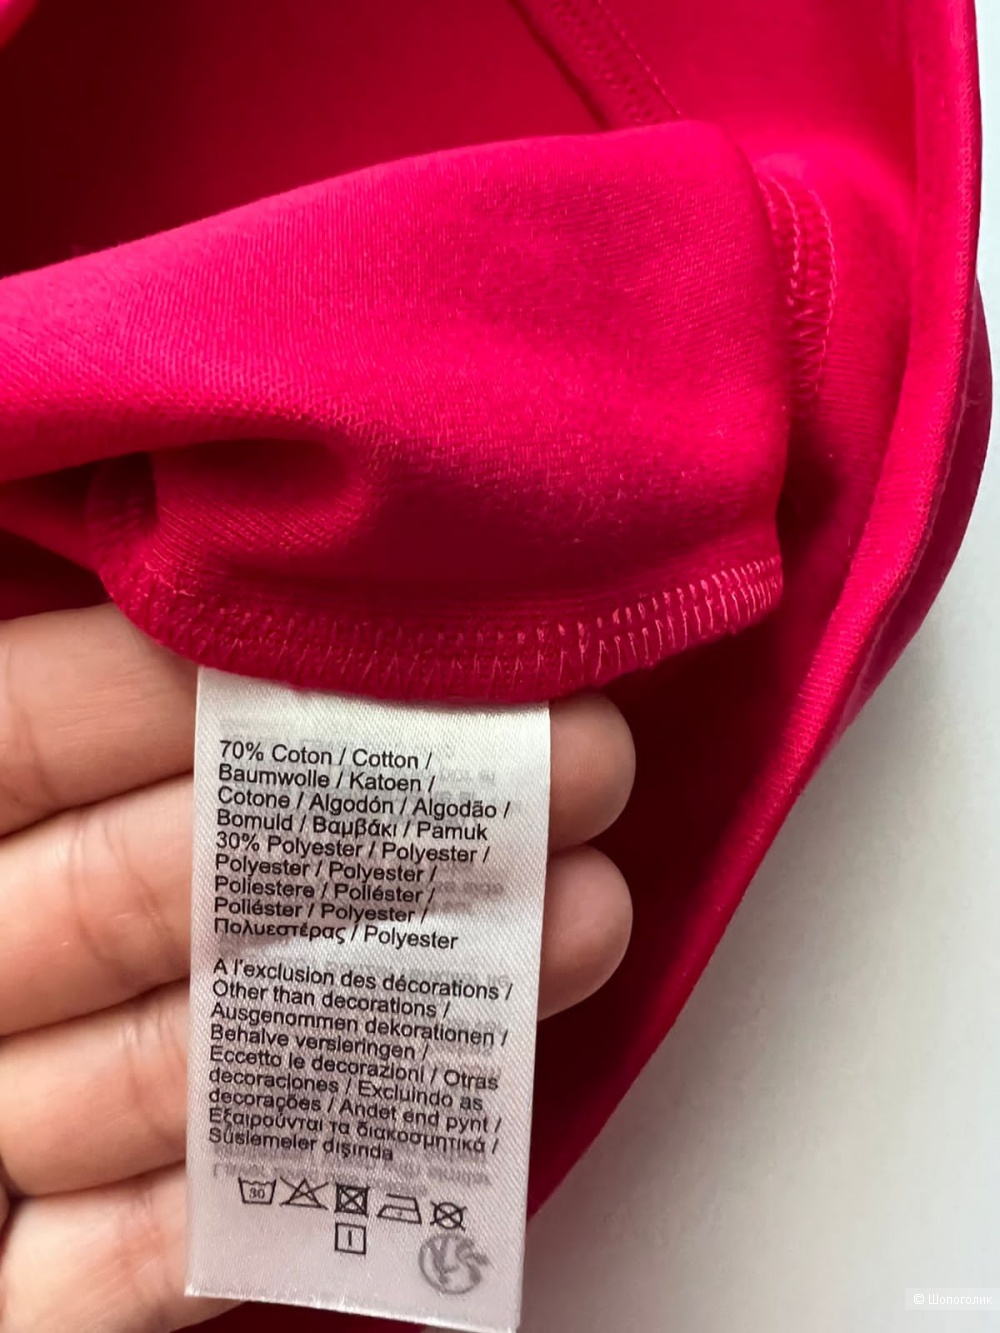 70% Coton / Cotton /
Baumwolle / Katoen /
Cotone / Algodón / Algodão /
Bomuld / Βαμβάκι / Pamuk
30% Polyester / Polyester /
Polyester / Polyester /
Poliestere / Poliéster /
Poliéster / Polyester /
Πολυεστέρας / Polyester
A l'exclusion des décorations /
Other than decorations /
Ausgenommen dekorationen /
Behalve versieringen /
Eccetto le decorazioni / Otras
decoraciones / Excluindo as
decorações / Andet end pynt /
Εξαιρούνται τα διακοσμητικά /
Süslemeler dışında
30
© Шопоголик